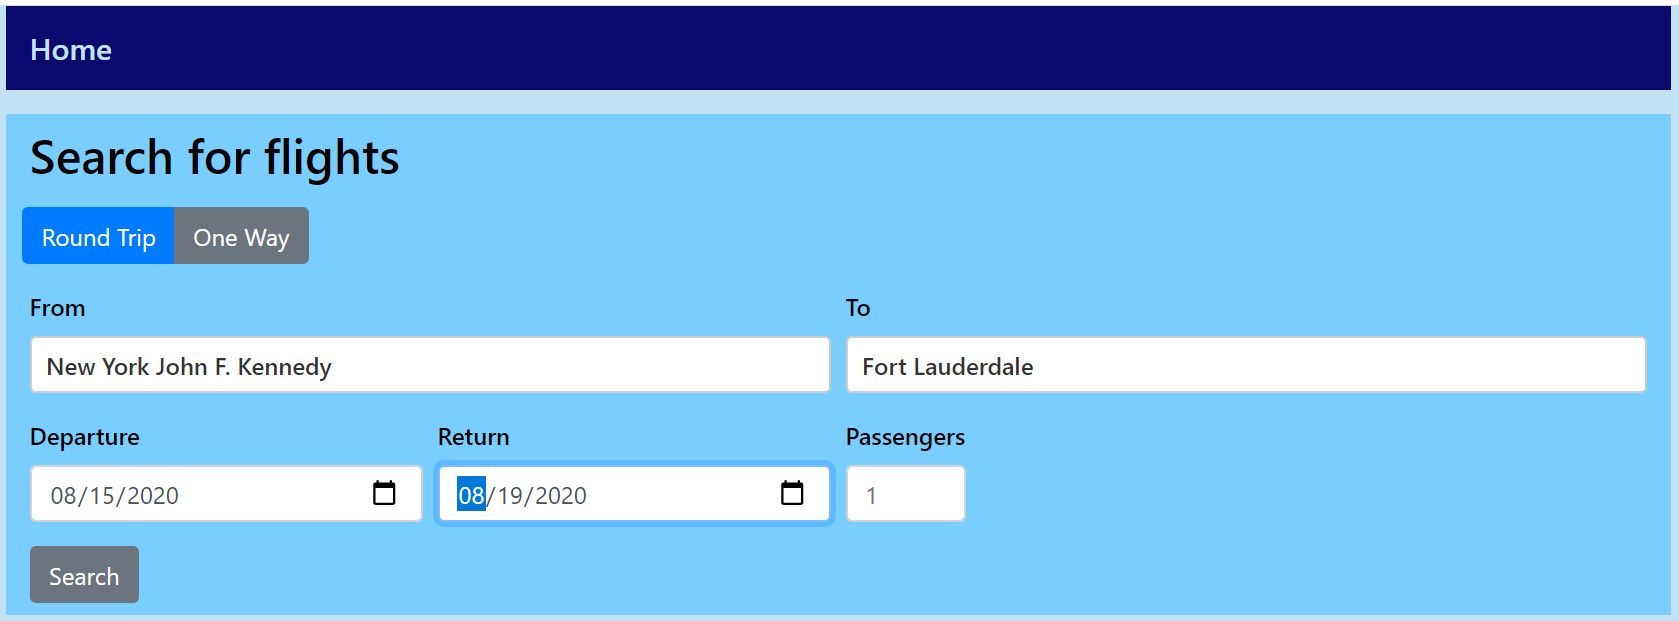 Home
Search for flights
Round Trip One Way
From To
New York John F. Kennedy Fort Lauderdale
Departure Return Passengers
08/15/2020 08/19/2020 1
Search